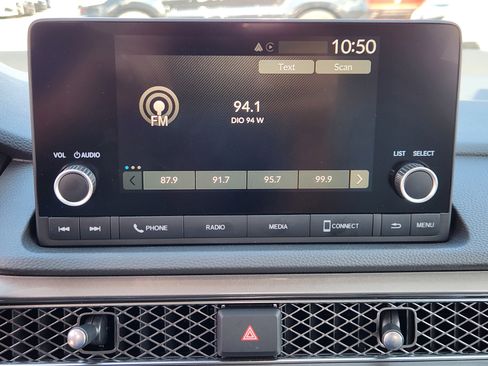 10:50
Text Scan
94.1
FM
DIO 94 W
VOL AUDIO
LIST SELECT
87.9 91.7 95.7 99.9
PHONE RADIO MEDIA CONNECT MENU